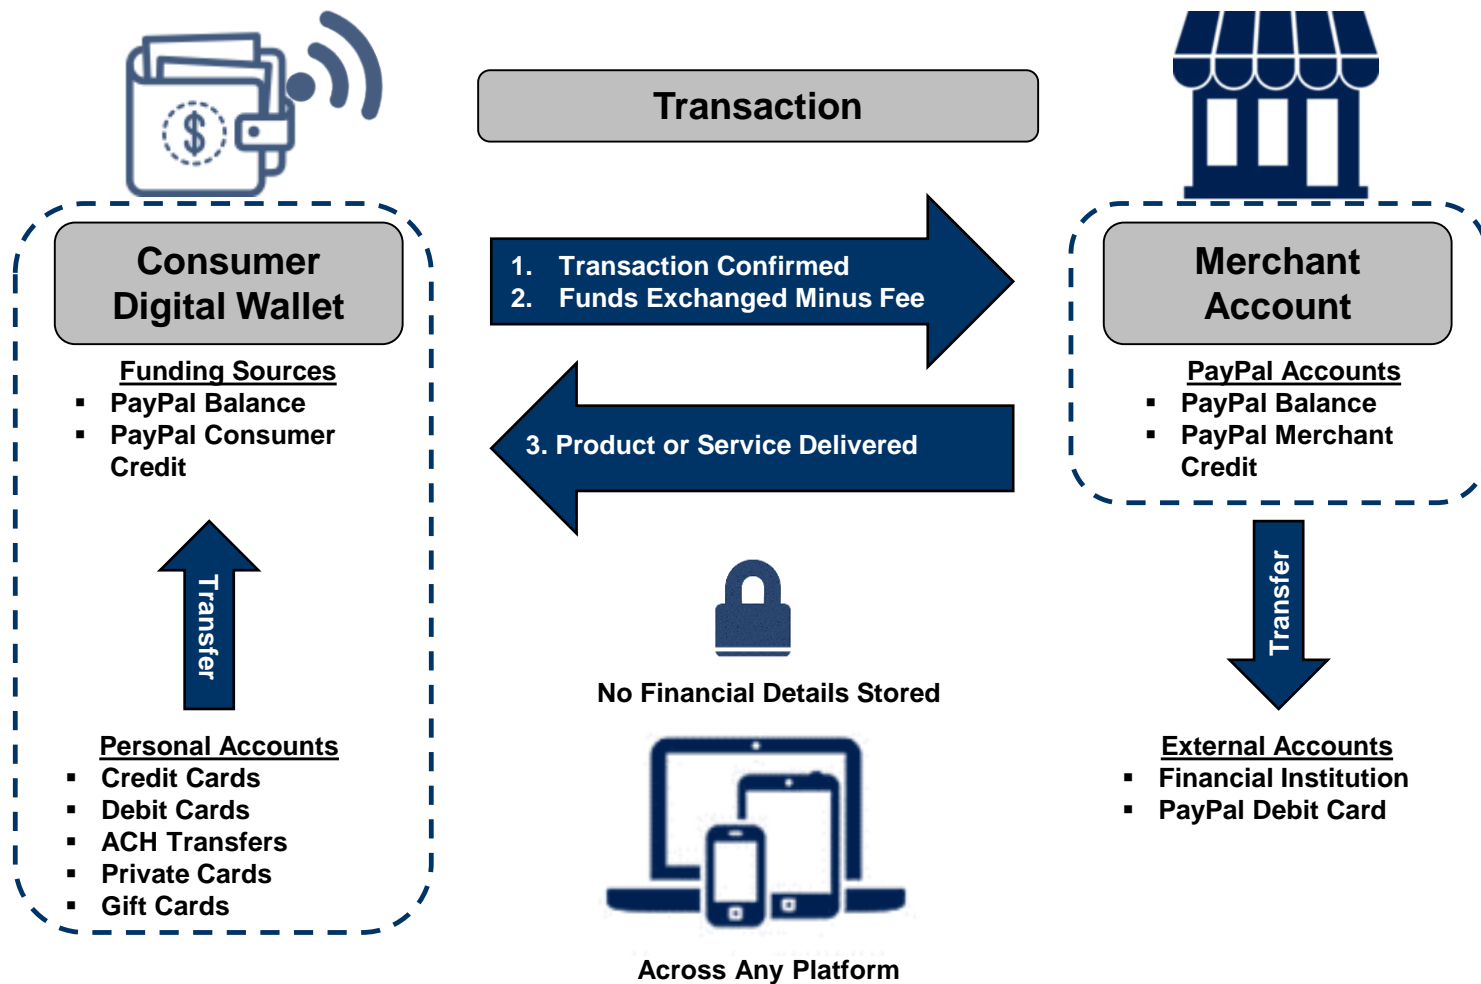 Transaction
Consumer
Digital Wallet
Funding Sources
▪ PayPal Balance
▪ PayPal Consumer
Credit
Transfer
Personal Accounts
▪ Credit Cards
▪ Debit Cards
▪ ACH Transfers
▪ Private Cards
▪ Gift Cards
1. Transaction Confirmed
2. Funds Exchanged Minus Fee
3. Product or Service Delivered
No Financial Details Stored
Across Any Platform
Merchant
Account
PayPal Accounts
▪ PayPal Balance
▪ PayPal Merchant
Credit
Transfer
External Accounts
▪ Financial Institution
▪ PayPal Debit Card
$